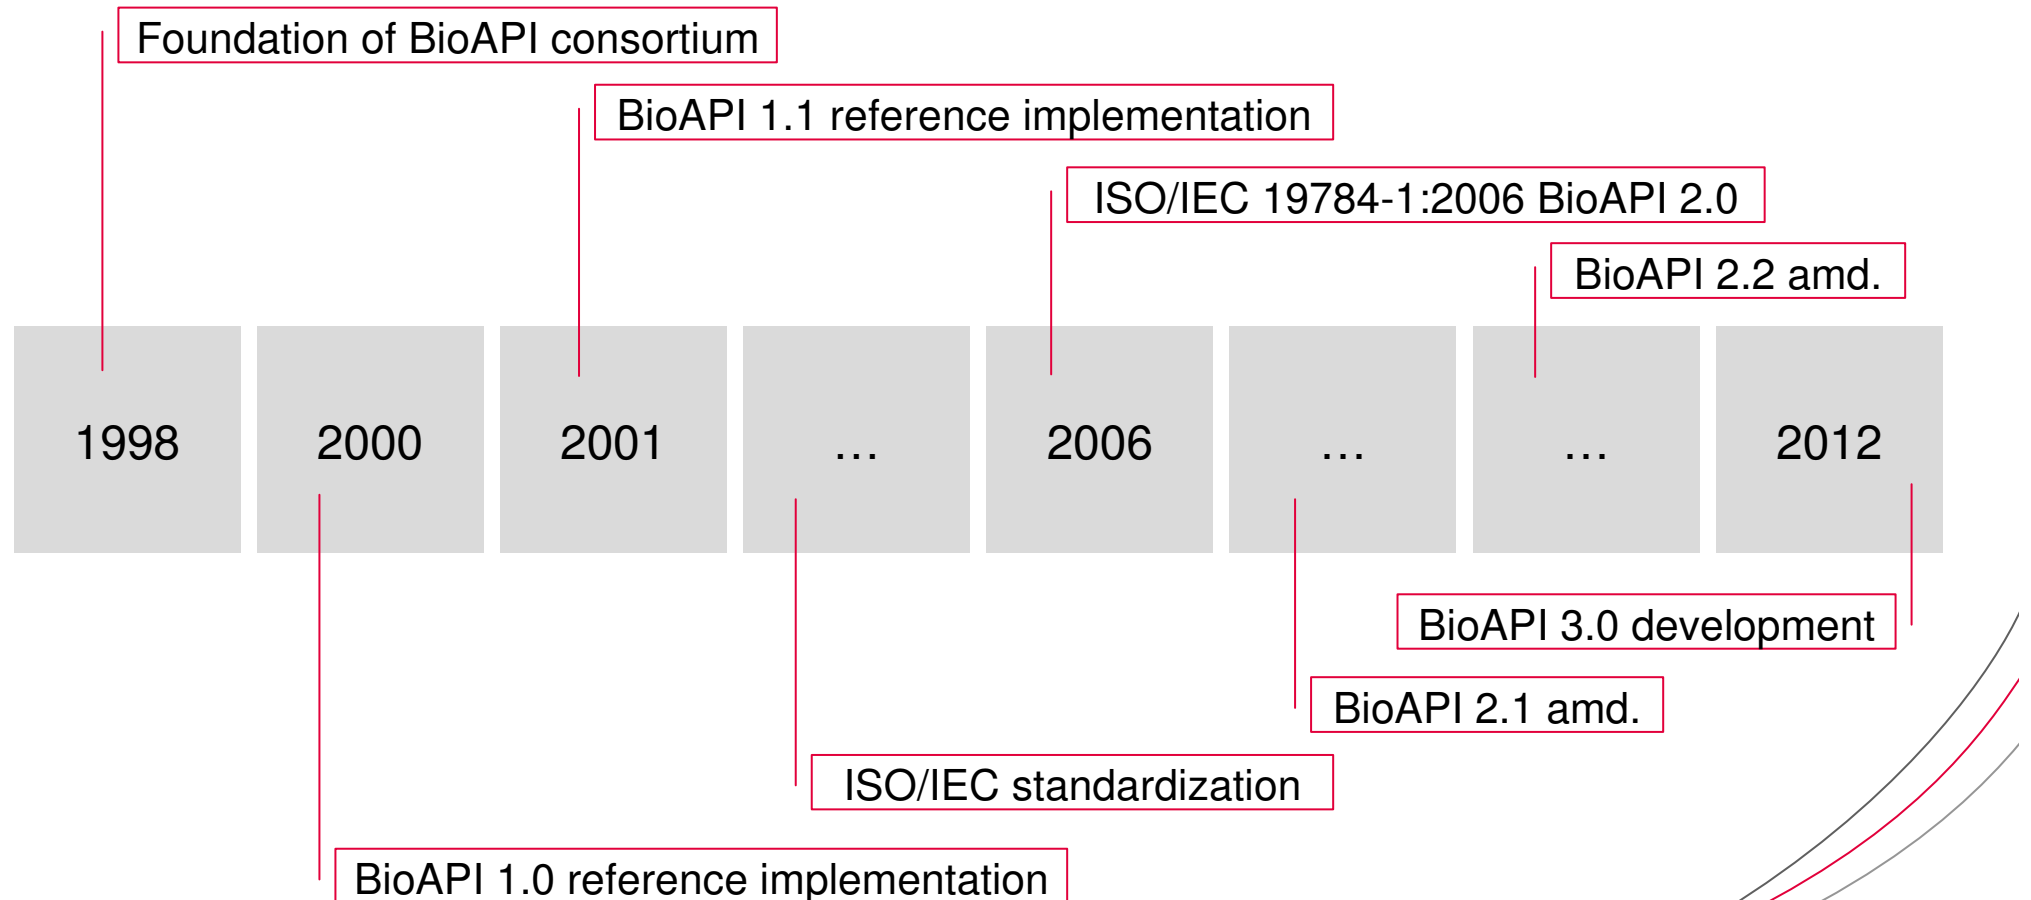 Foundation of BioAPI consortium
BioAPI 1.1 reference implementation
ISO/IEC 19784-1:2006 BioAPI 2.0
BioAPI 2.2 amd.
1998
2000
2001
…
2006
…
…
2012
BioAPI 3.0 development
BioAPI 2.1 amd.
ISO/IEC standardization
BioAPI 1.0 reference implementation